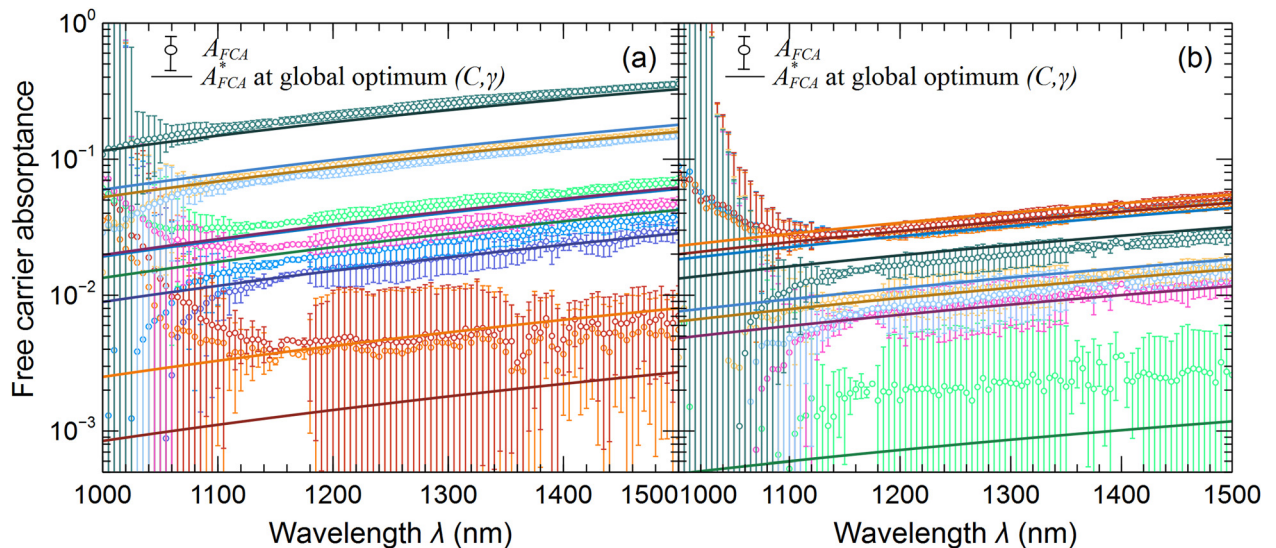 10⁰
10⁻¹
10⁻²
10⁻³
Free carrier absorptance
A_FCA (a)
A*_FCA at global optimum (C,γ)
A_FCA (b)
A*_FCA at global optimum (C,γ)
1000 1100 1200 1300 1400 1500 1000 1100 1200 1300 1400 1500
Wavelength λ (nm) Wavelength λ (nm)